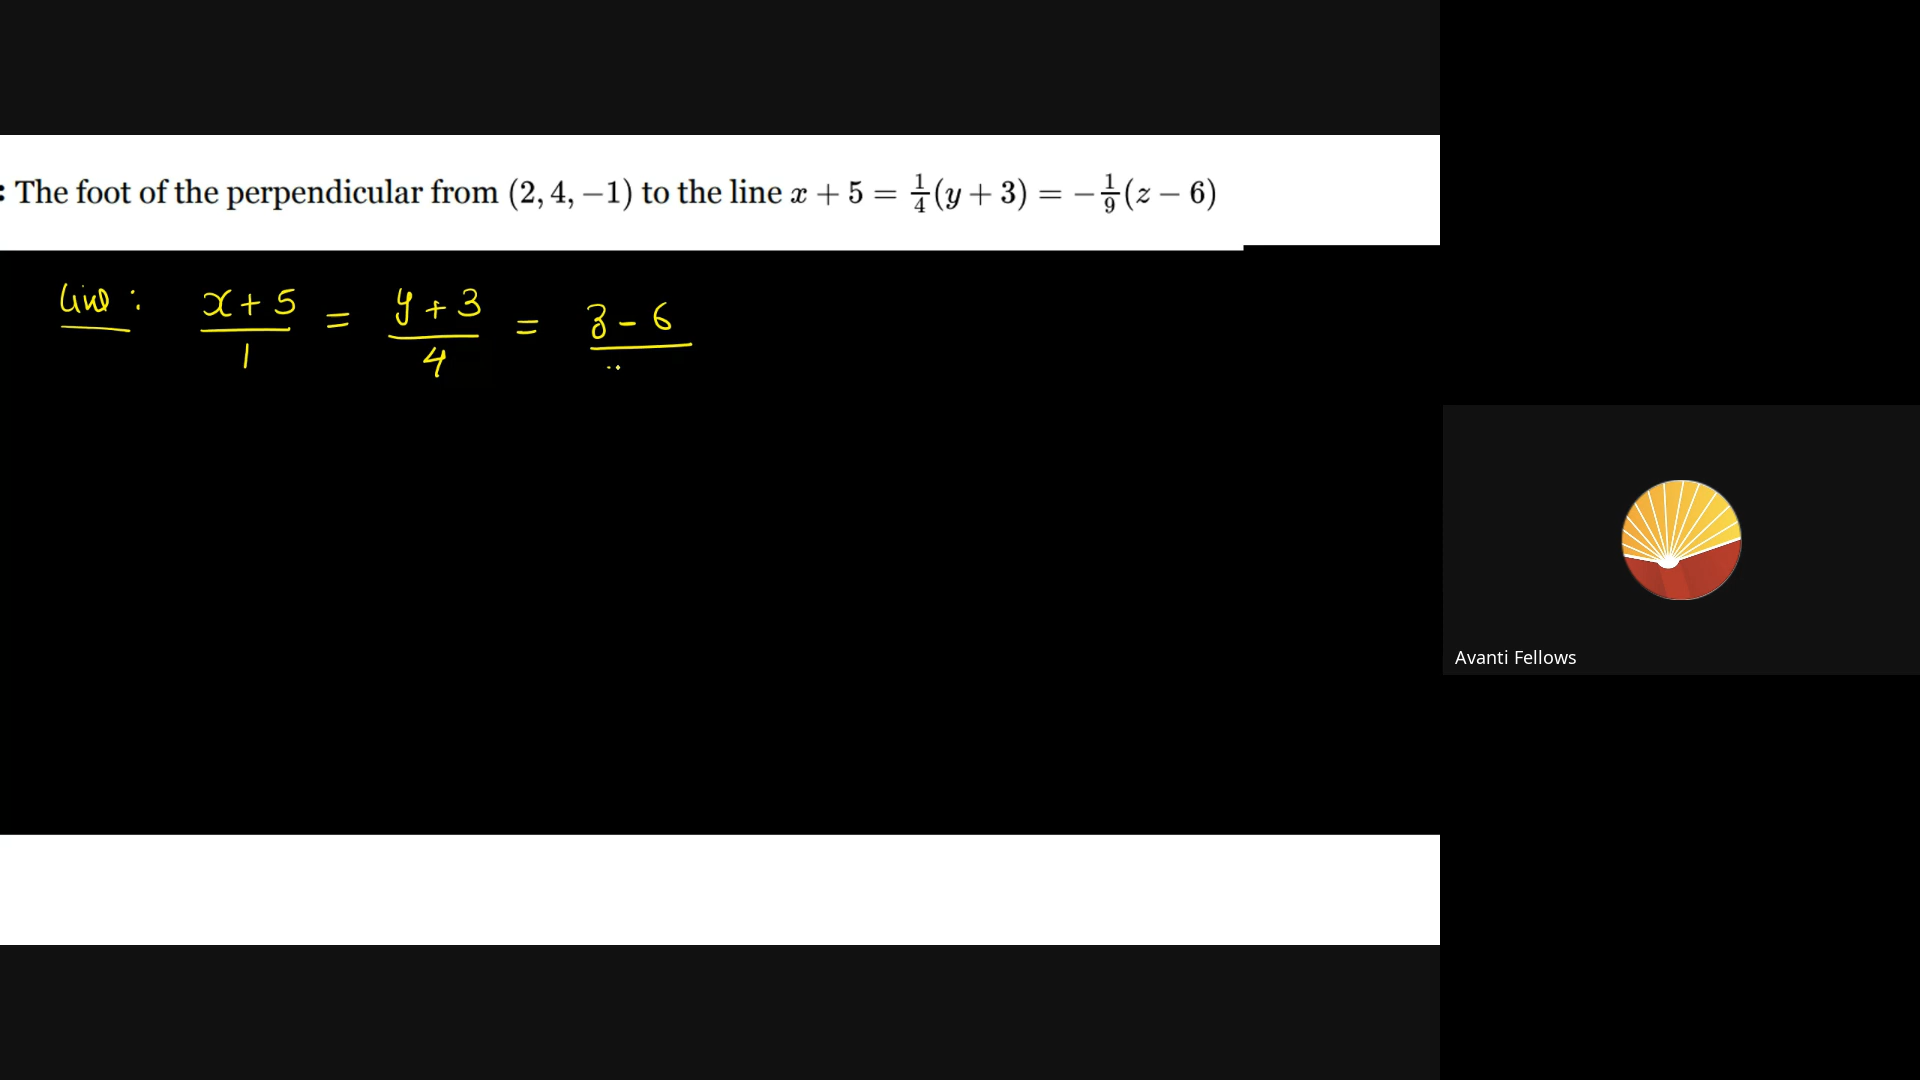 : The foot of the perpendicular from (2, 4, −1) to the line x + 5 = 1/4(y + 3) = −1/9(z − 6)
line : x + 5 / 1 = y + 3 / 4 = z − 6
Avanti Fellows